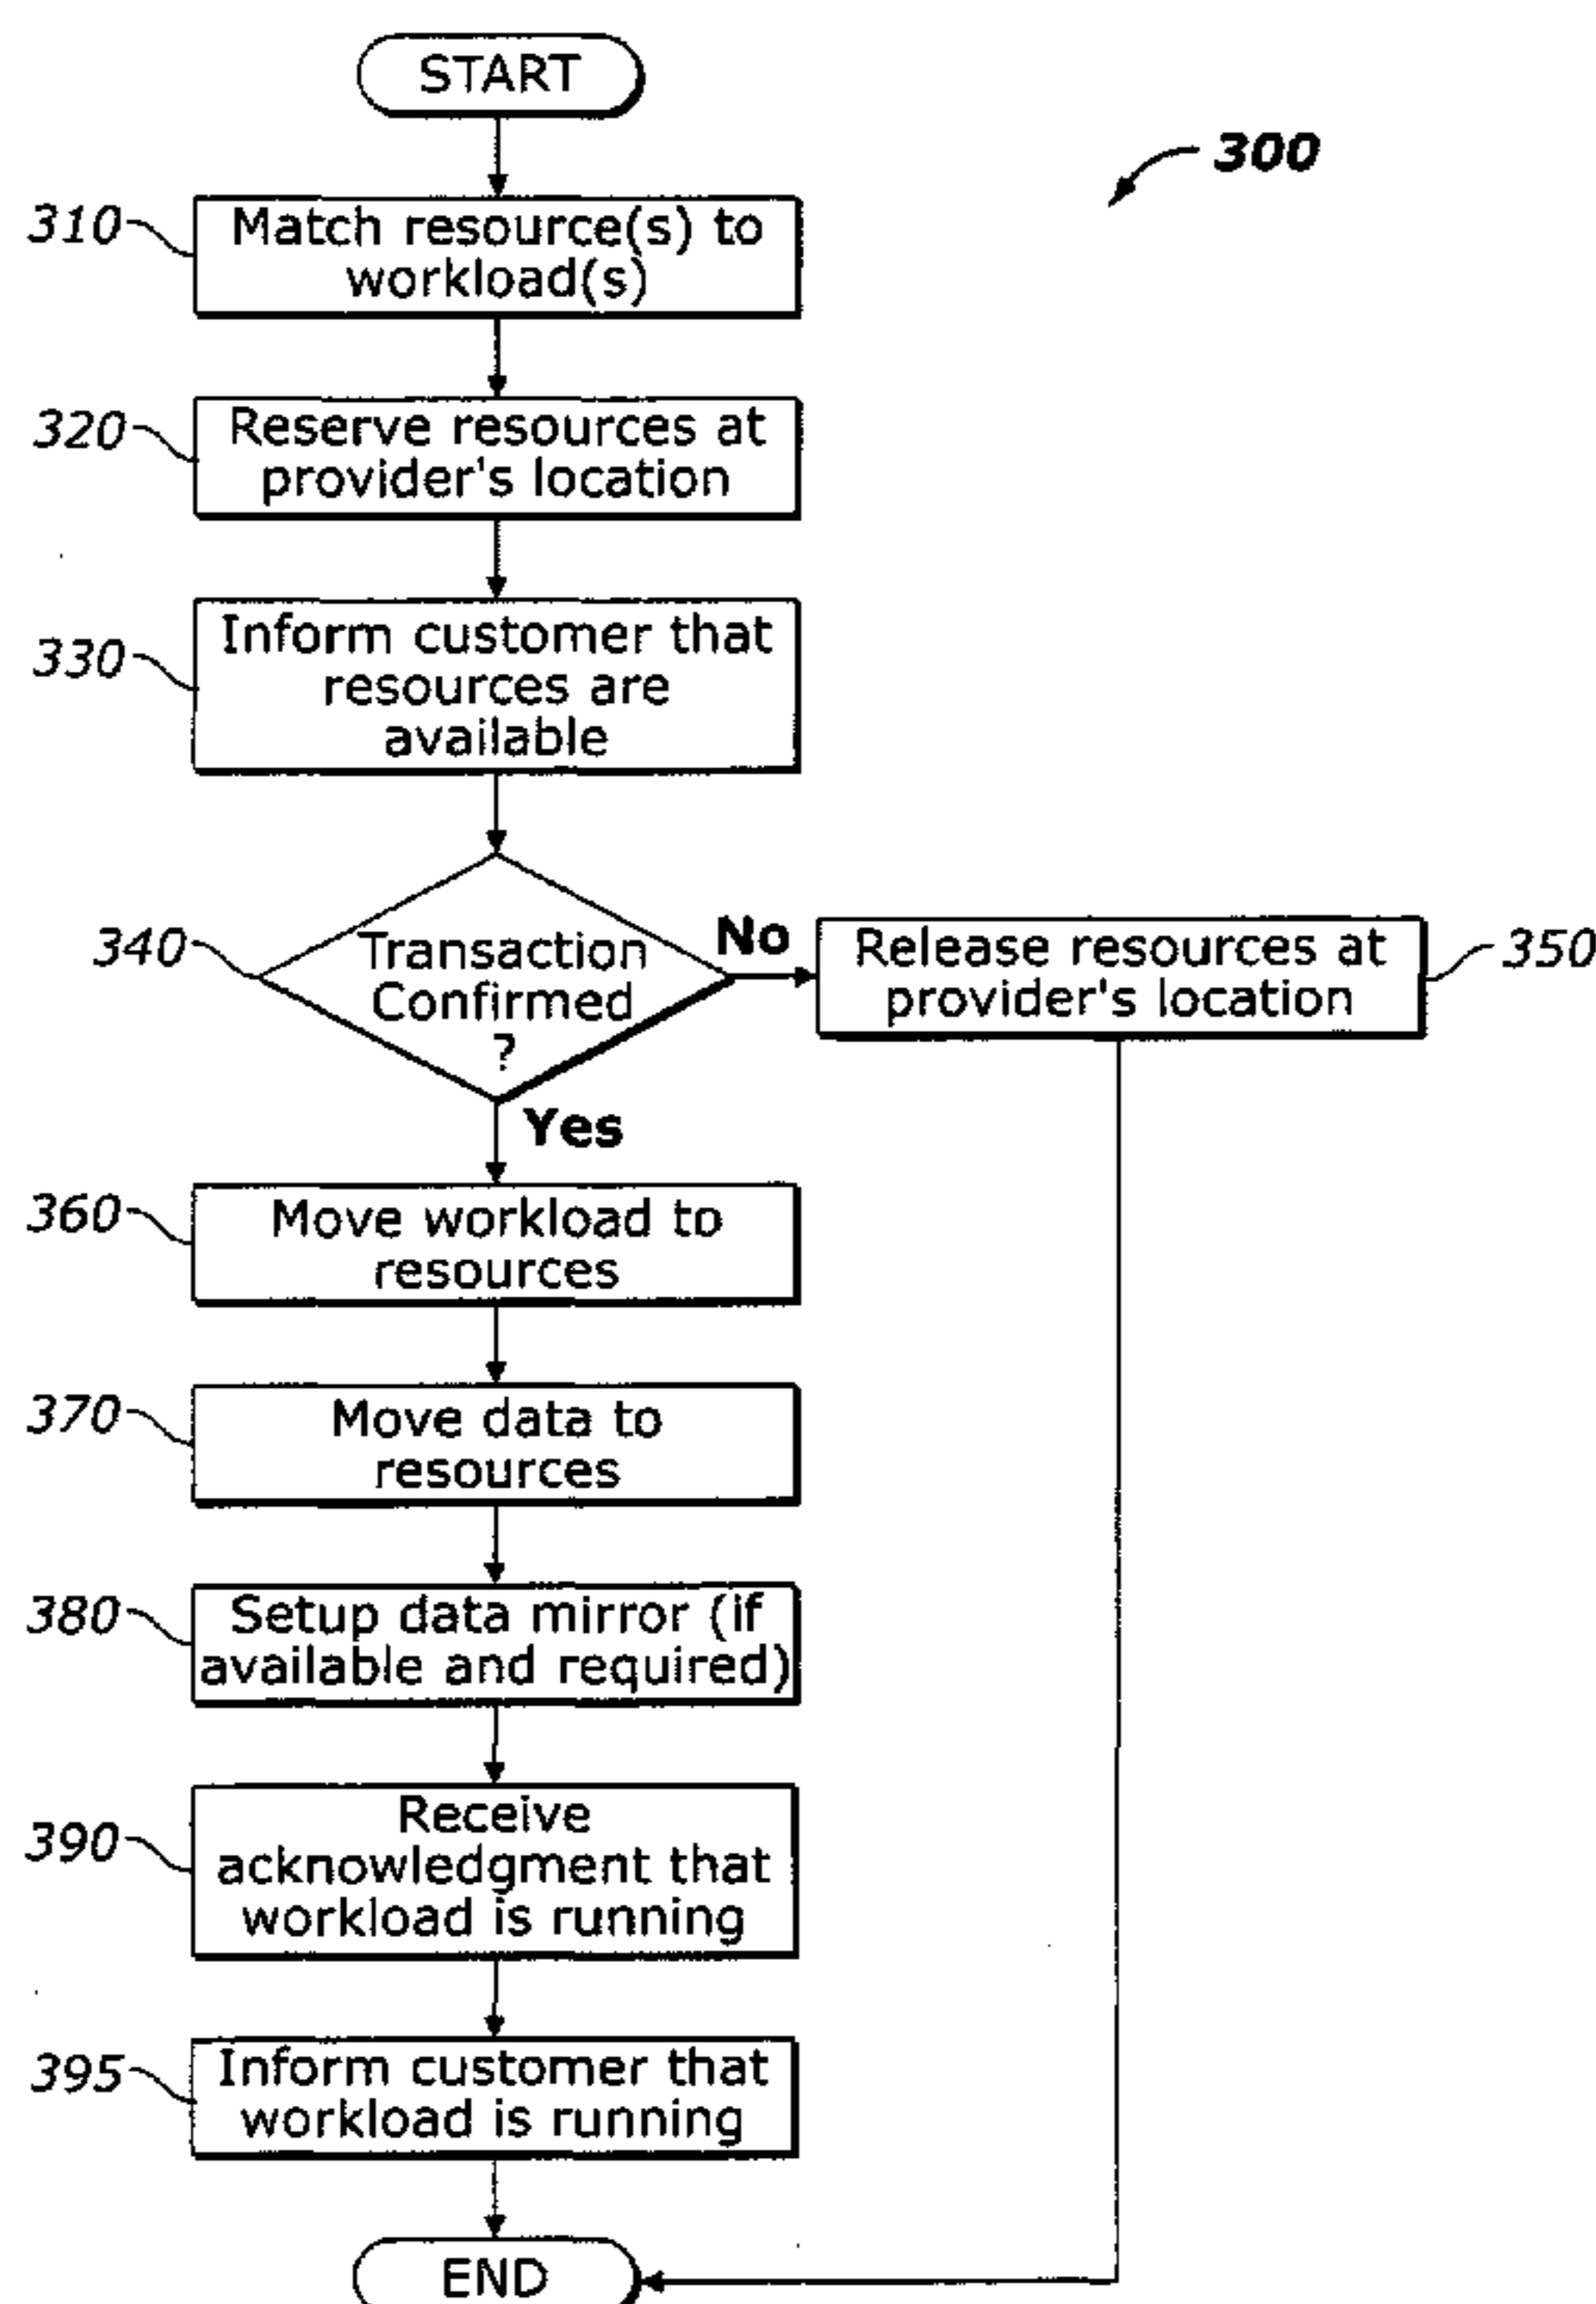 START
300
310
Match resource(s) to
workload(s)
320
Reserve resources at
provider's location
330
Inform customer that
resources are
available
340
Transaction
Confirmed
?
No
Release resources at
provider's location
350
Yes
360
Move workload to
resources
370
Move data to
resources
380
Setup data mirror (if
available and required)
390
Receive
acknowledgment that
workload is running
395
Inform customer that
workload is running
END